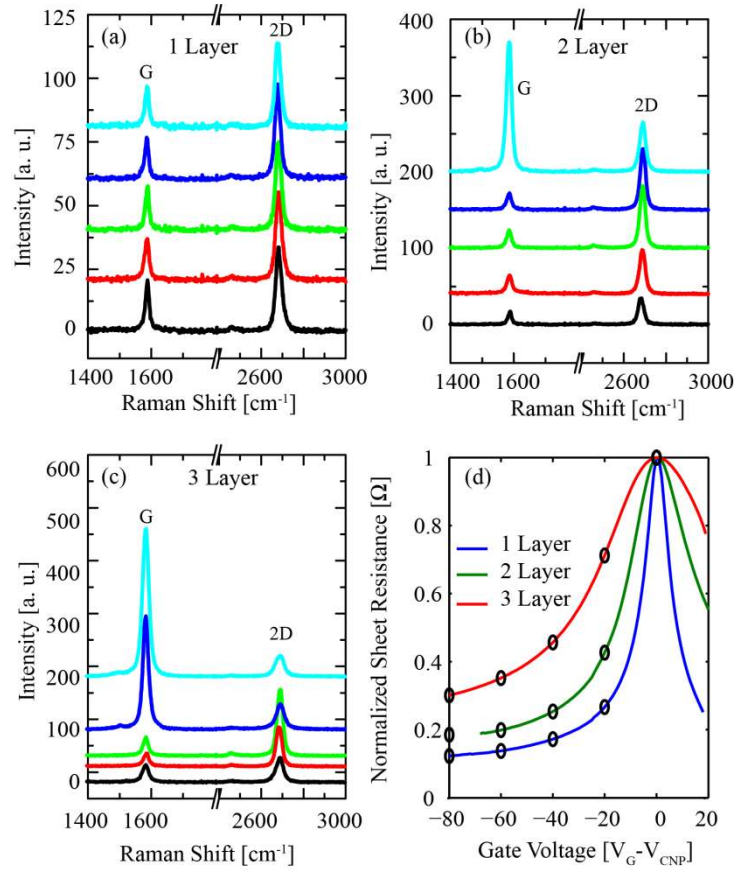 (a)
1 Layer
2D
G
125
100
75
50
25
0
Intensity [a. u.]
1400
1600
2600
3000
Raman Shift [cm-1]
(b)
2 Layer
G
2D
400
300
200
100
0
Intensity [a. u.]
1400
1600
2600
3000
Raman Shift [cm-1]
(c)
3 Layer
G
2D
600
500
400
300
200
100
0
Intensity [a. u.]
1400
1600
2600
3000
Raman Shift [cm-1]
(d)
1 Layer
2 Layer
3 Layer
1
0.8
0.6
0.4
0.2
0
Normalized Sheet Resistance [Ω]
−80
−60
−40
−20
0
20
Gate Voltage [VG-VCNP]